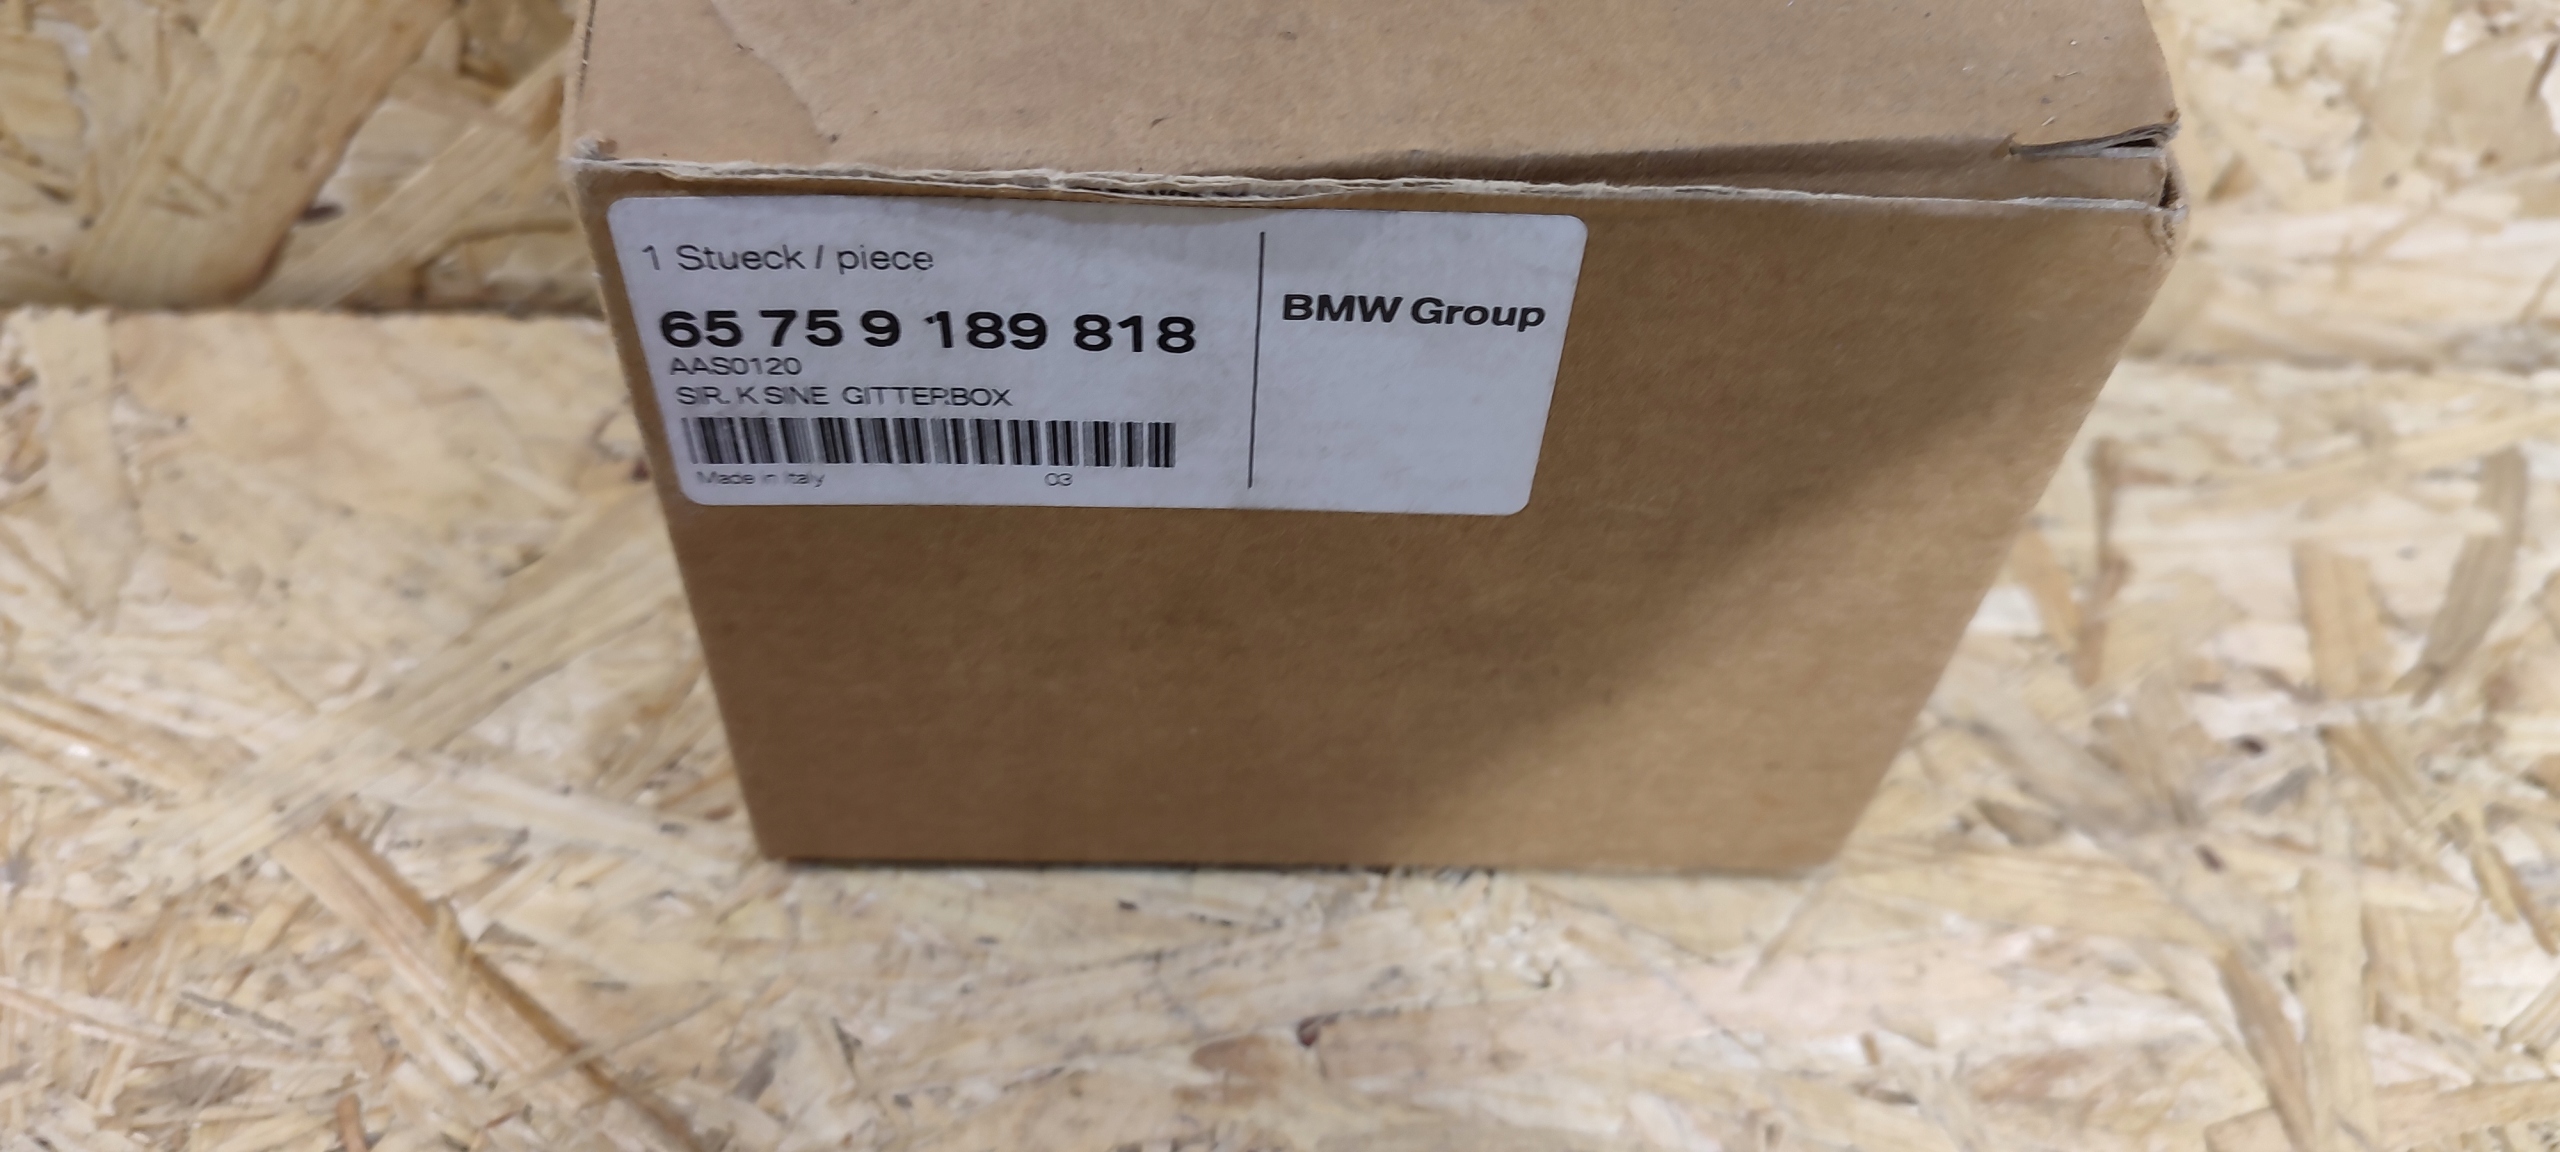 1 Stueck / piece
65 75 9 189 818
AAS0120
SIR. K SINE GITTERBOX
Made in Italy 03
BMW Group